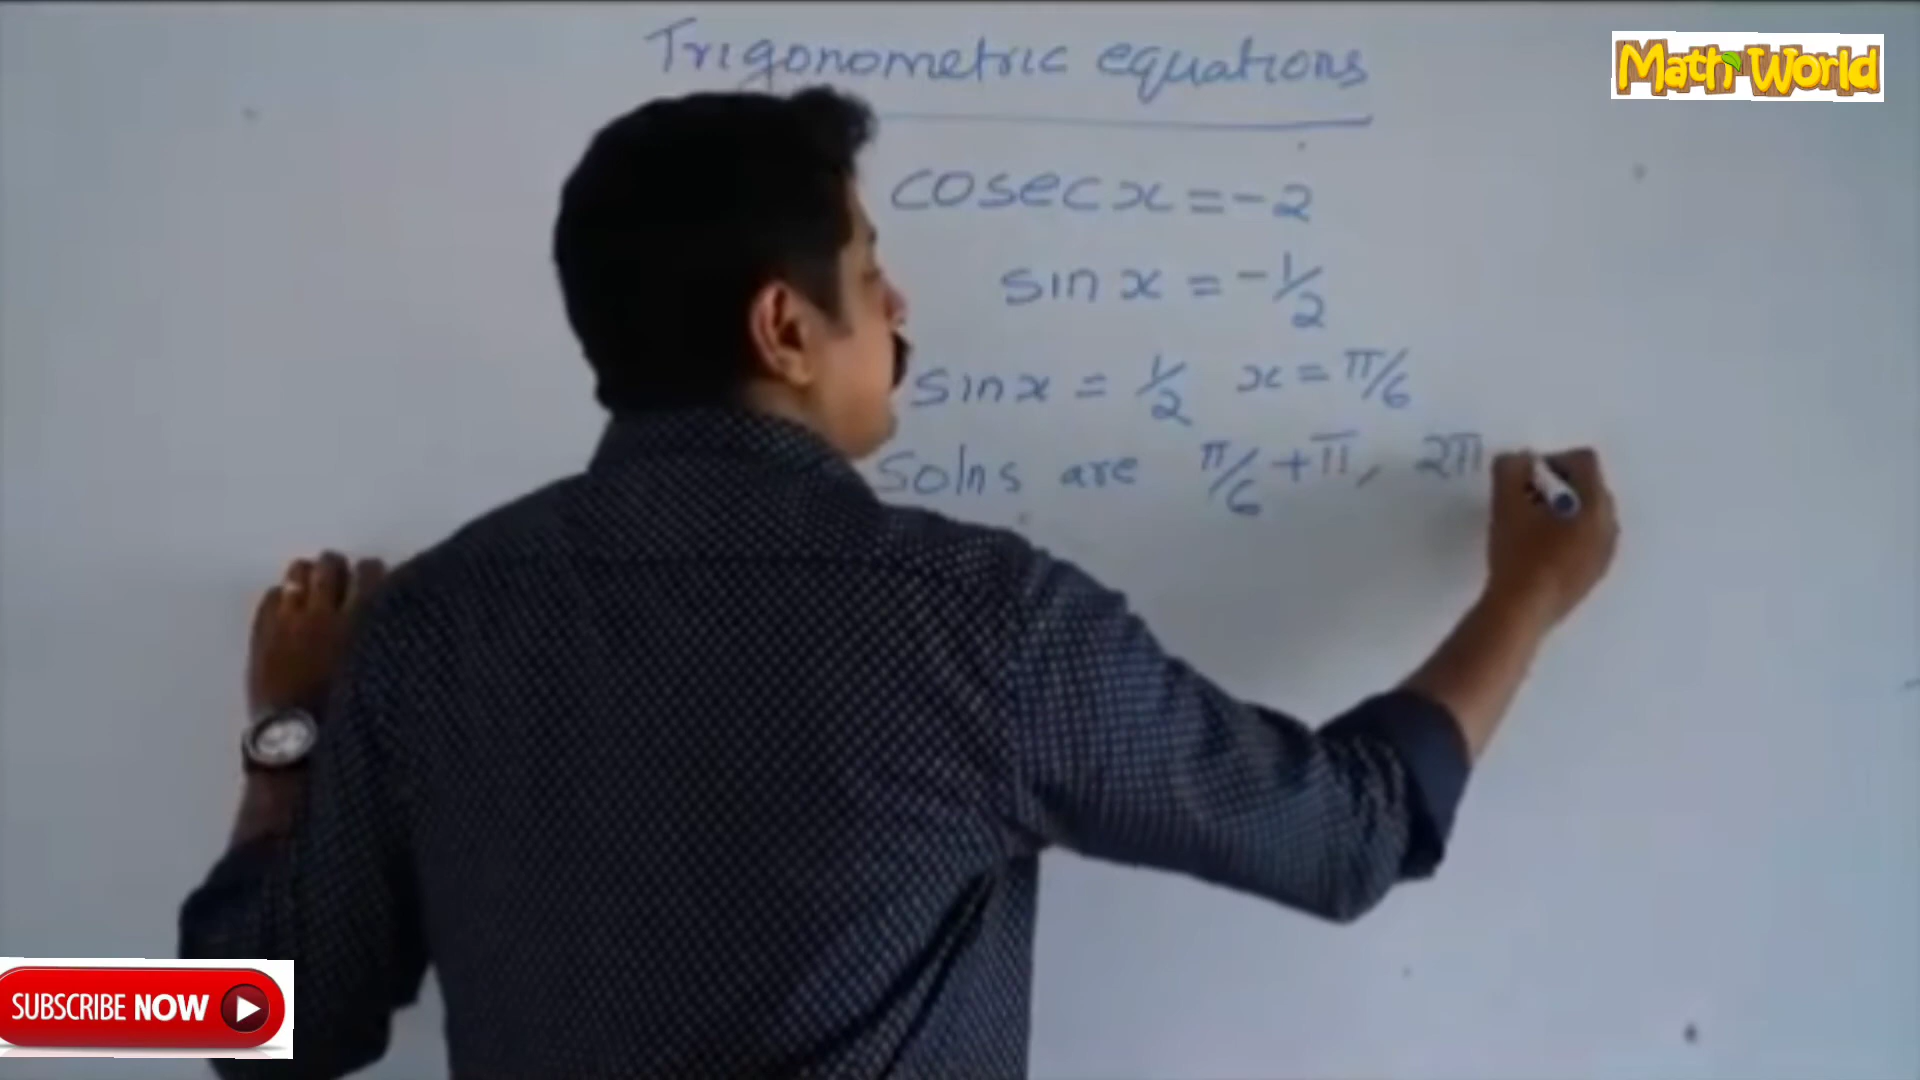 Trigonometric equations
Math World
cosec x = -2
sin x = -1/2
sin x = 1/2 x = π/6
Solns are π/6 + π, 2π
SUBSCRIBE NOW